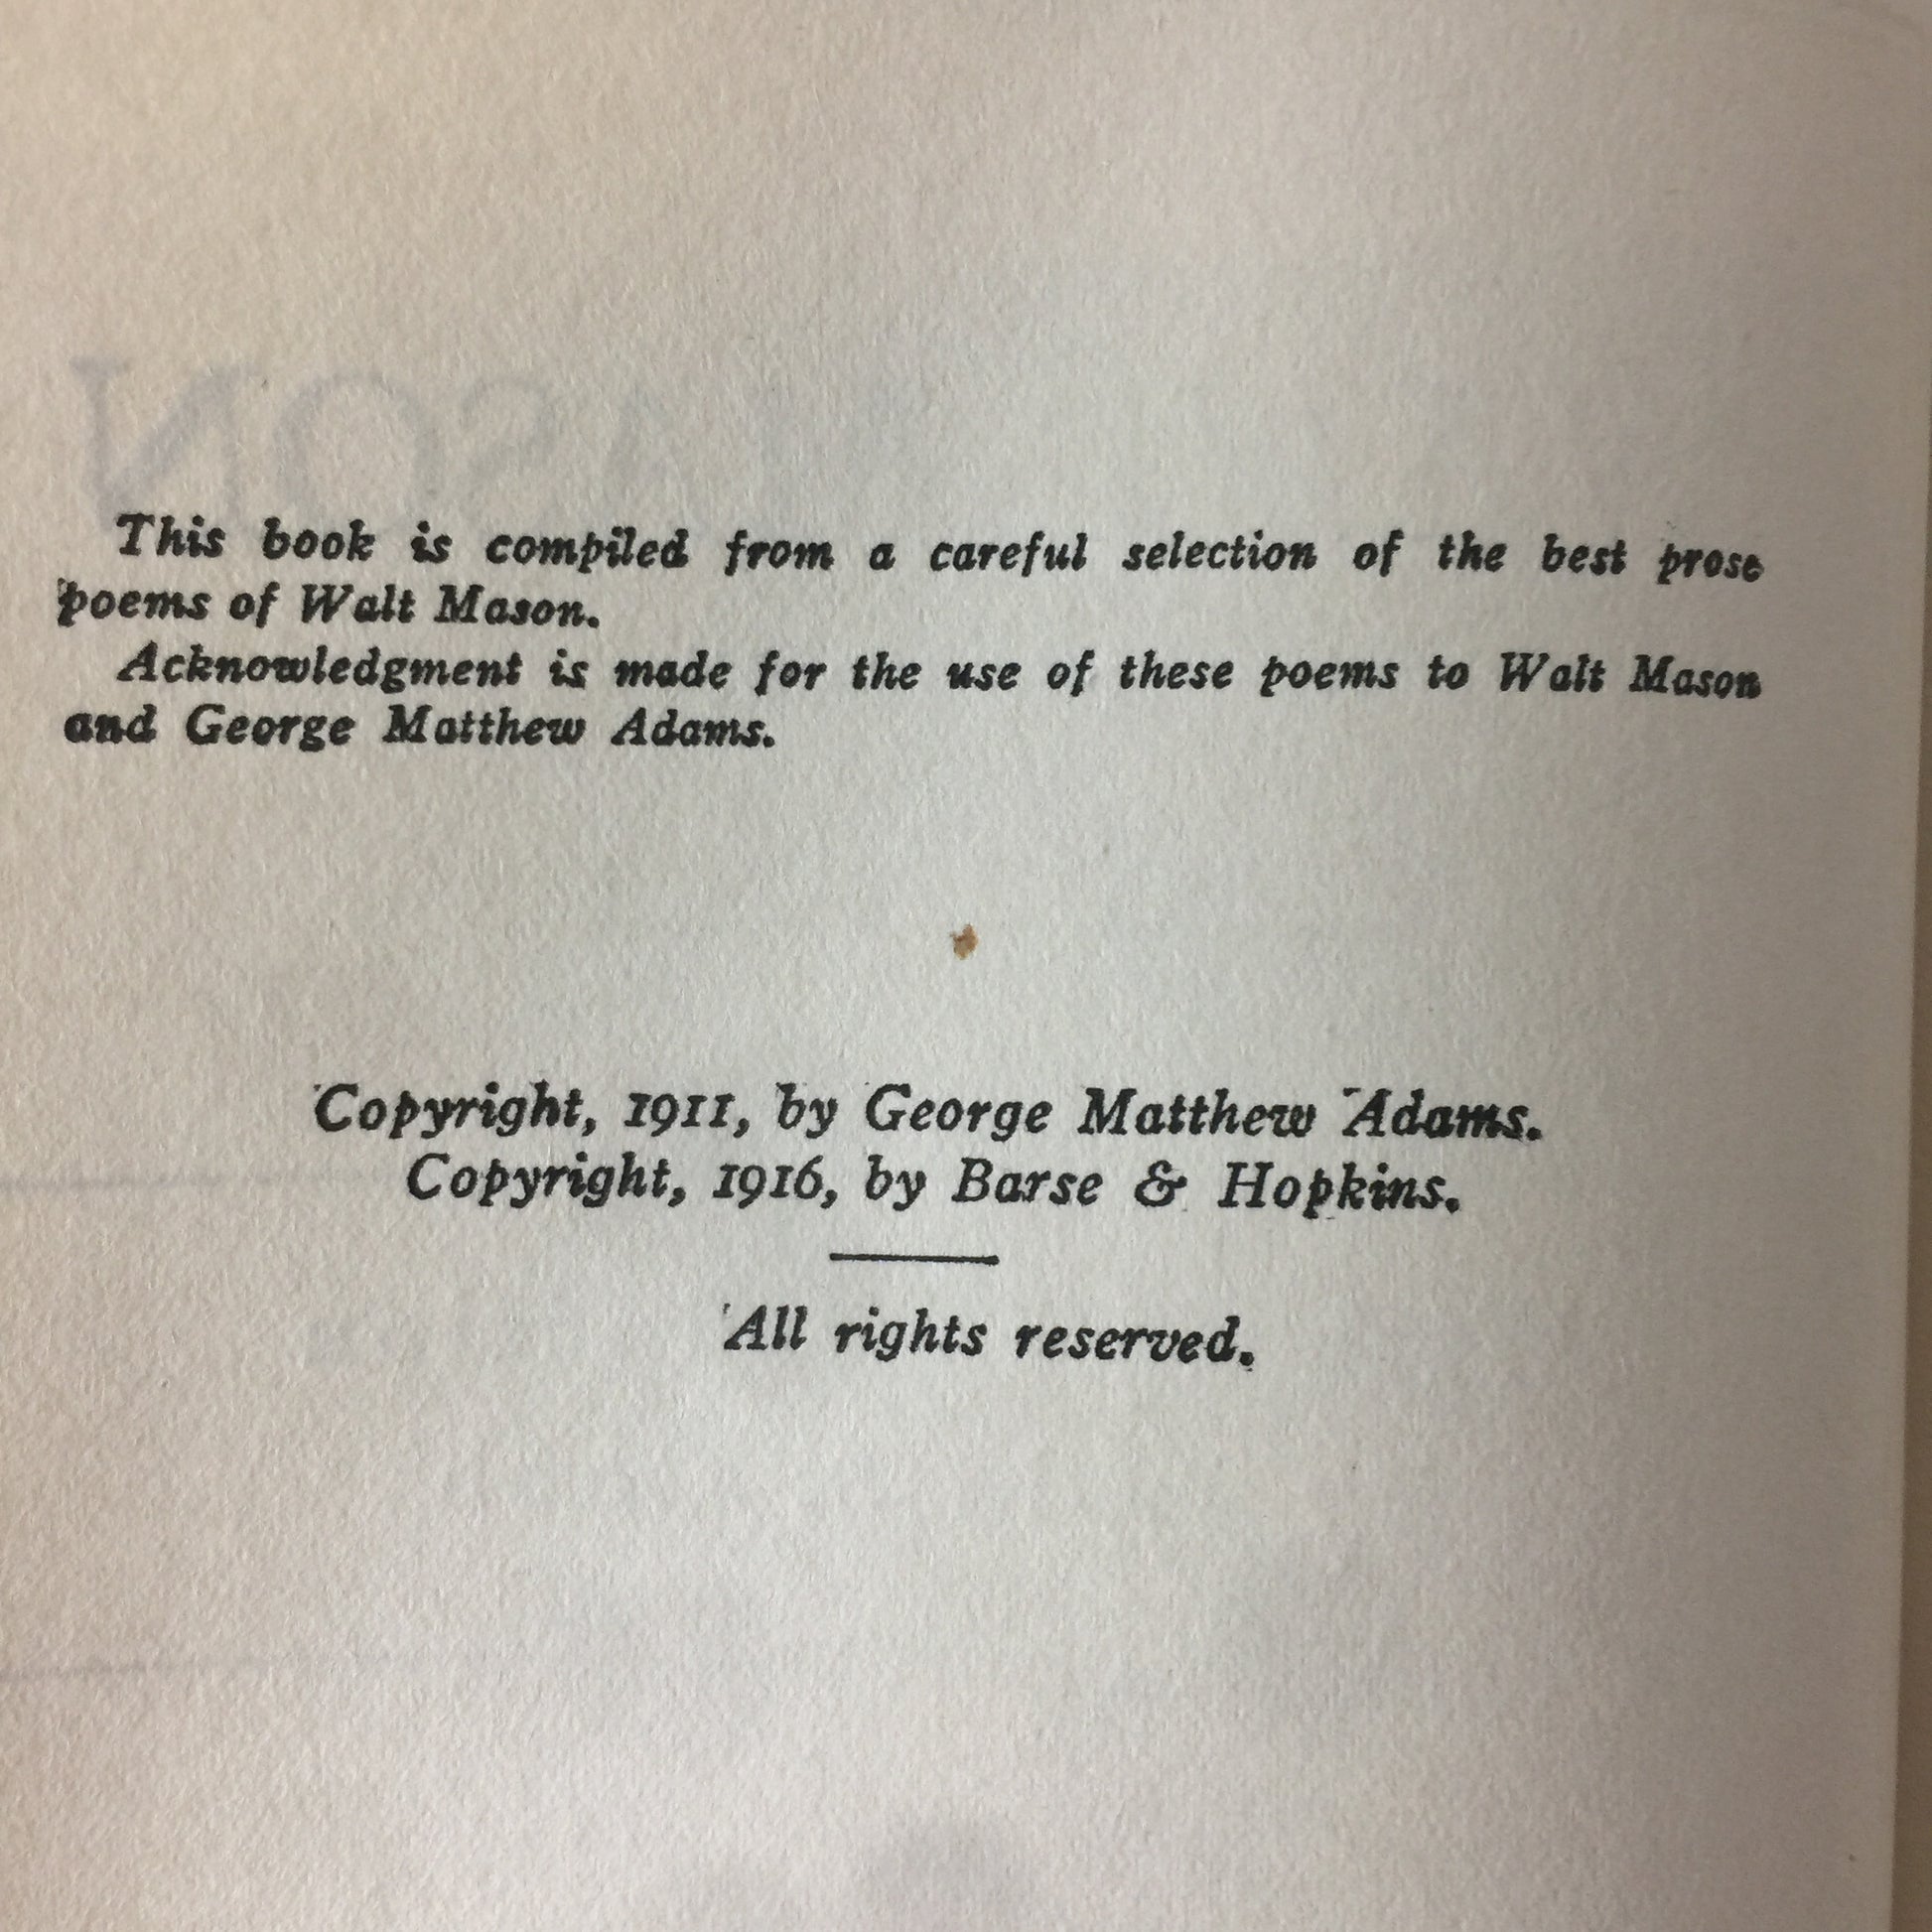 This book is compiled from a careful selection of the best prose
poems of Walt Mason.
Acknowledgment is made for the use of these poems to Walt Mason
and George Matthew Adams.
Copyright, 1911, by George Matthew Adams.
Copyright, 1916, by Barse & Hopkins.
All rights reserved.